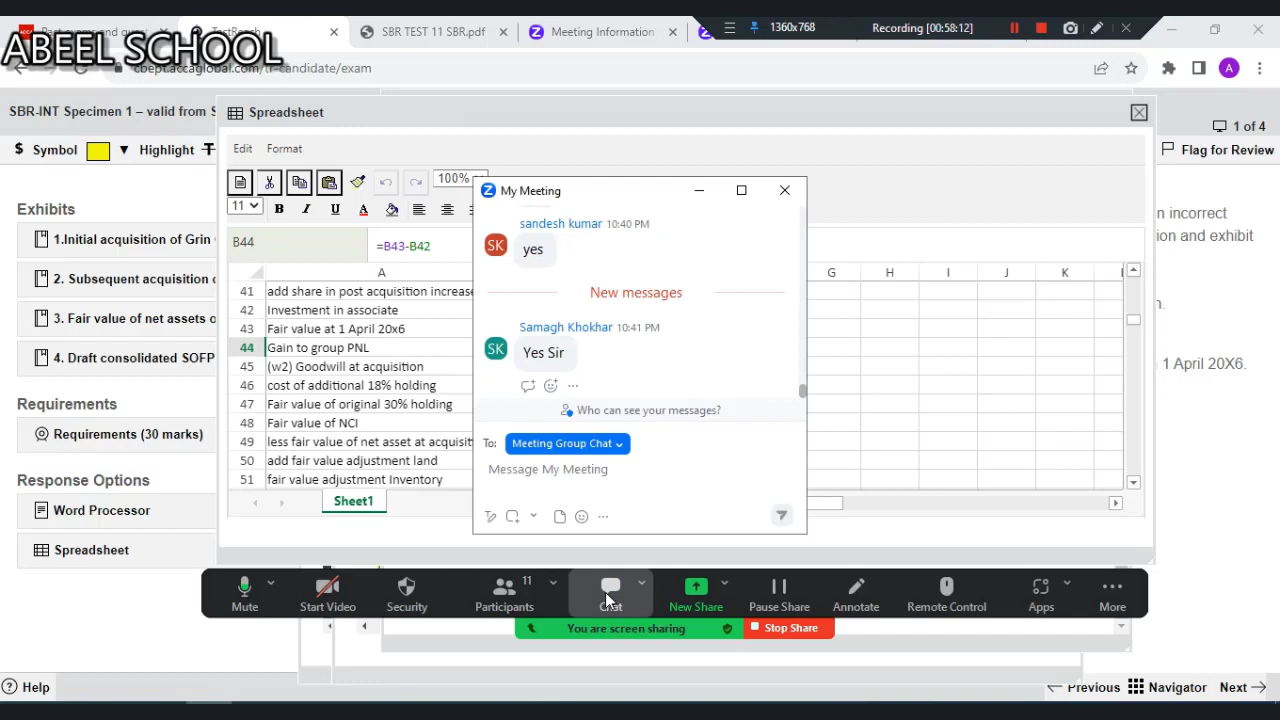 TestReach
SBR TEST 11 SBR.pdf
Meeting Information
1360x768
Recording [00:58:12]
ABEEL SCHOOL
cbept.accaglobal.com/tr-candidate/exam
A
SBR-INT Specimen 1 – valid from S
Spreadsheet
1 of 4
$ Symbol
Highlight
Edit
Format
Flag for Review
100%
My Meeting
11
B I U A
Exhibits
sandesh kumar 10:40 PM
n incorrect
1.Initial acquisition of Grin
B44
=B43-B42
SK
yes
ion and exhibit
A
G
H
I
J
K
2. Subsequent acquisition o
41 add share in post acquisition increase
New messages
42 Investment in associate
3. Fair value of net assets o
43 Fair value at 1 April 20x6
Samagh Khokhar 10:41 PM
44 Gain to group PNL
SK
Yes Sir
4. Draft consolidated SOFP
45 (w2) Goodwill at acquisition
1 April 20X6.
46 cost of additional 18% holding
Requirements
47 Fair value of original 30% holding
Who can see your messages?
48 Fair value of NCI
Requirements (30 marks)
49 less fair value of net asset at acquisit
To: Meeting Group Chat
50 add fair value adjustment land
Message My Meeting
Response Options
51 fair value adjustment Inventory
Sheet1
Word Processor
Spreadsheet
11
Mute
Start Video
Security
Participants
Chat
New Share
Pause Share
Annotate
Remote Control
Apps
More
You are screen sharing
Stop Share
Help
Previous
Navigator
Next